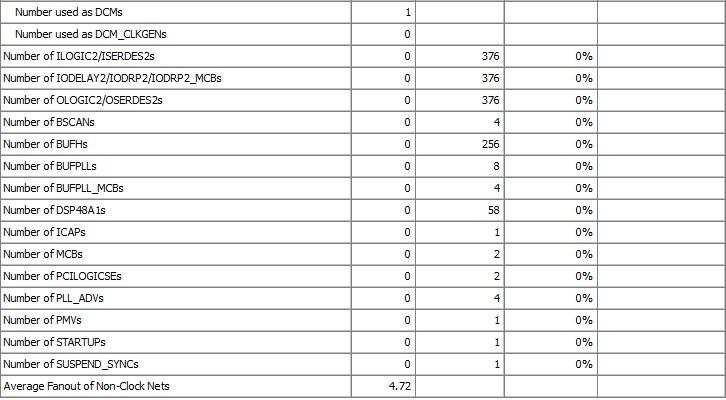 Number used as DCMs 1
Number used as DCM_CLKGENs 0
Number of ILOGIC2/ISERDES2s 0 376 0%
Number of IODELAY2/IODRP2/IODRP2_MCBs 0 376 0%
Number of OLOGIC2/OSERDES2s 0 376 0%
Number of BSCANs 0 4 0%
Number of BUFHs 0 256 0%
Number of BUFPLLs 0 8 0%
Number of BUFPLL_MCBs 0 4 0%
Number of DSP48A1s 0 58 0%
Number of ICAPs 0 1 0%
Number of MCBs 0 2 0%
Number of PCILOGICSEs 0 2 0%
Number of PLL_ADVs 0 4 0%
Number of PMVs 0 1 0%
Number of STARTUPs 0 1 0%
Number of SUSPEND_SYNCs 0 1 0%
Average Fanout of Non-Clock Nets 4.72